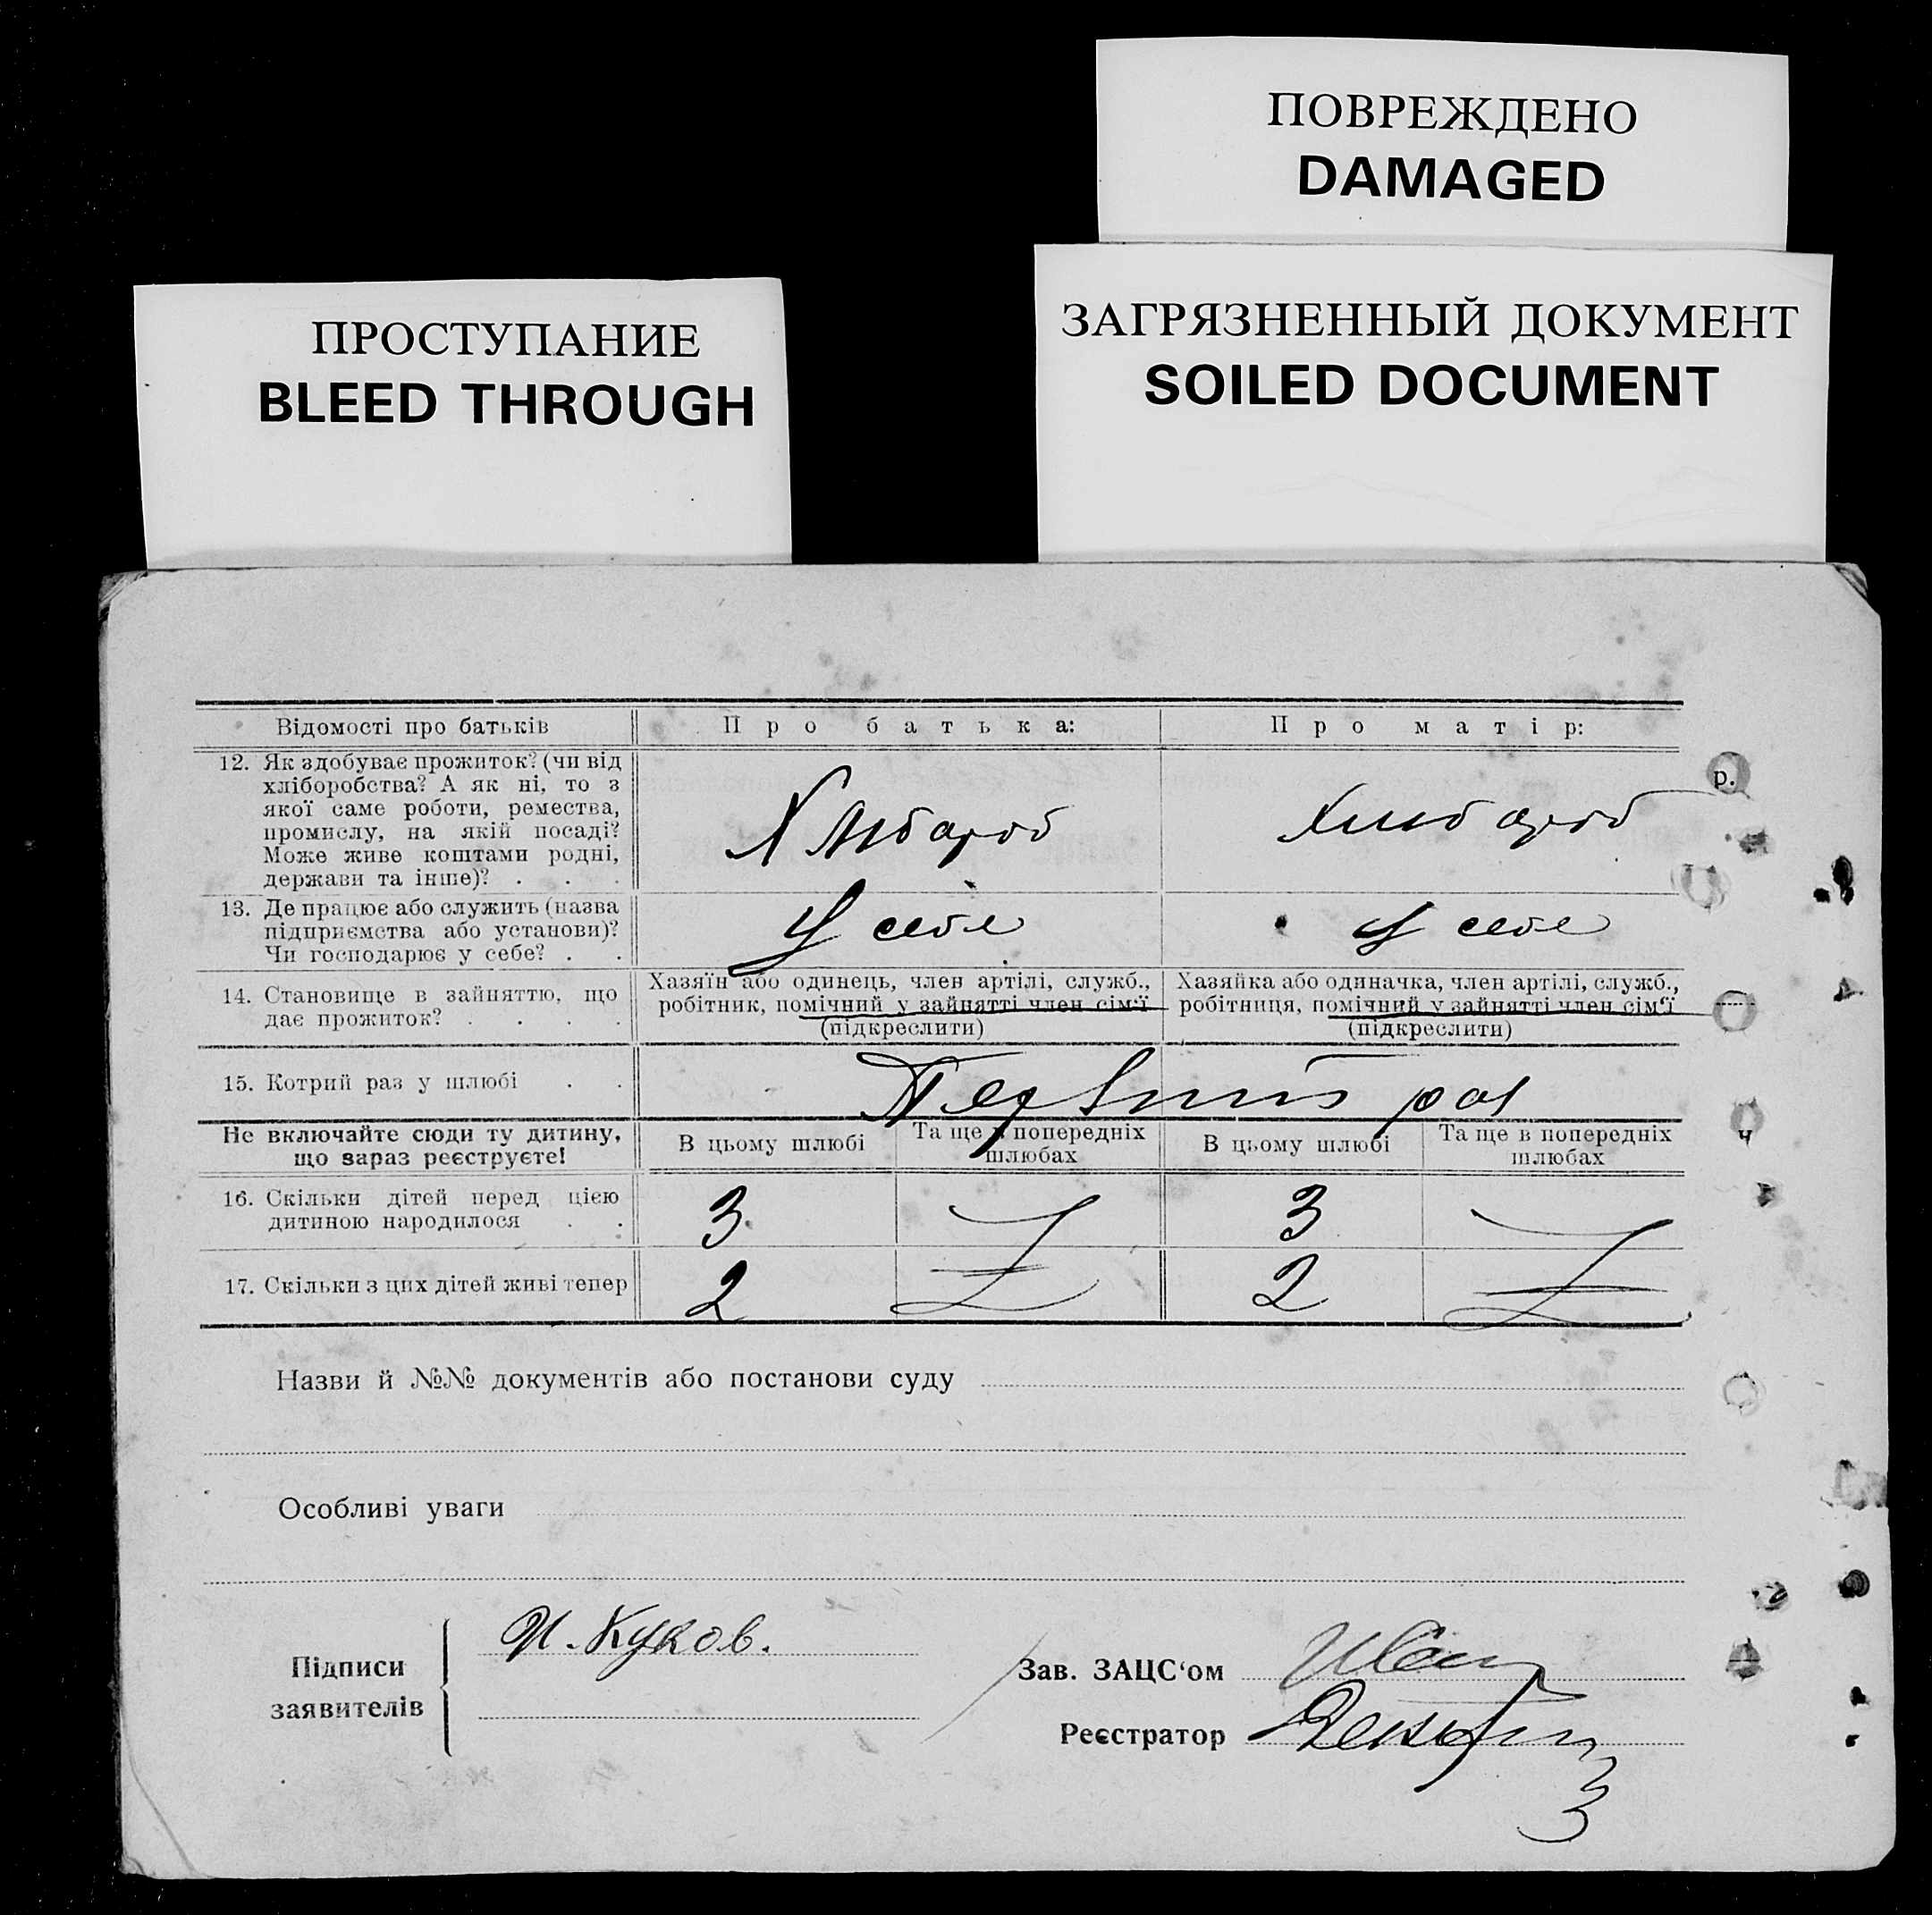 ПОВРЕЖДЕНО
DAMAGED
ПРОСТУПАНИЕ
BLEED THROUGH
ЗАГРЯЗНЕННЫЙ ДОКУМЕНТ
SOILED DOCUMENT
Відомості про батьків
Про батька:
Про матір:
12. Як здобуває прожиток? (чи від
хліборобства? А як ні, то з
якої саме роботи, ремества,
промислу, на якій посаді?
Може живе коштами родні,
держави та інше)? . . .
Хлібороб
Хлібороб
р.
13. Де працює або служить (назва
підприємства або установи)?
Чи господарює у себе? . .
У себе
У себе
14. Становище в зайняттю, що
дає прожиток? . . . .
Хазяїн або одинець, член артілі, служб.,
робітник, помічний у зайнятті член сім'ї
(підкреслити)
Хазяйка або одиначка, член артілі, служб.,
робітниця, помічний у зайнятті член сім'ї
(підкреслити)
15. Котрий раз у шлюбі . .
Первий раз
Не включайте сюди ту дитину,
що зараз реєструєте!
В цьому шлюбі
Та ще в попередніх
шлюбах
В цьому шлюбі
Та ще в попередніх
шлюбах
ч
16. Скільки дітей перед цією
дитиною народилося . .
3
3
17. Скільки з цих дітей живі тепер
2
2
Назви й №№ документів або постанови суду
Особливі уваги
Підписи
заявителів
И. Жуков.
Зав. ЗАЦС'ом
Реєстратор
3